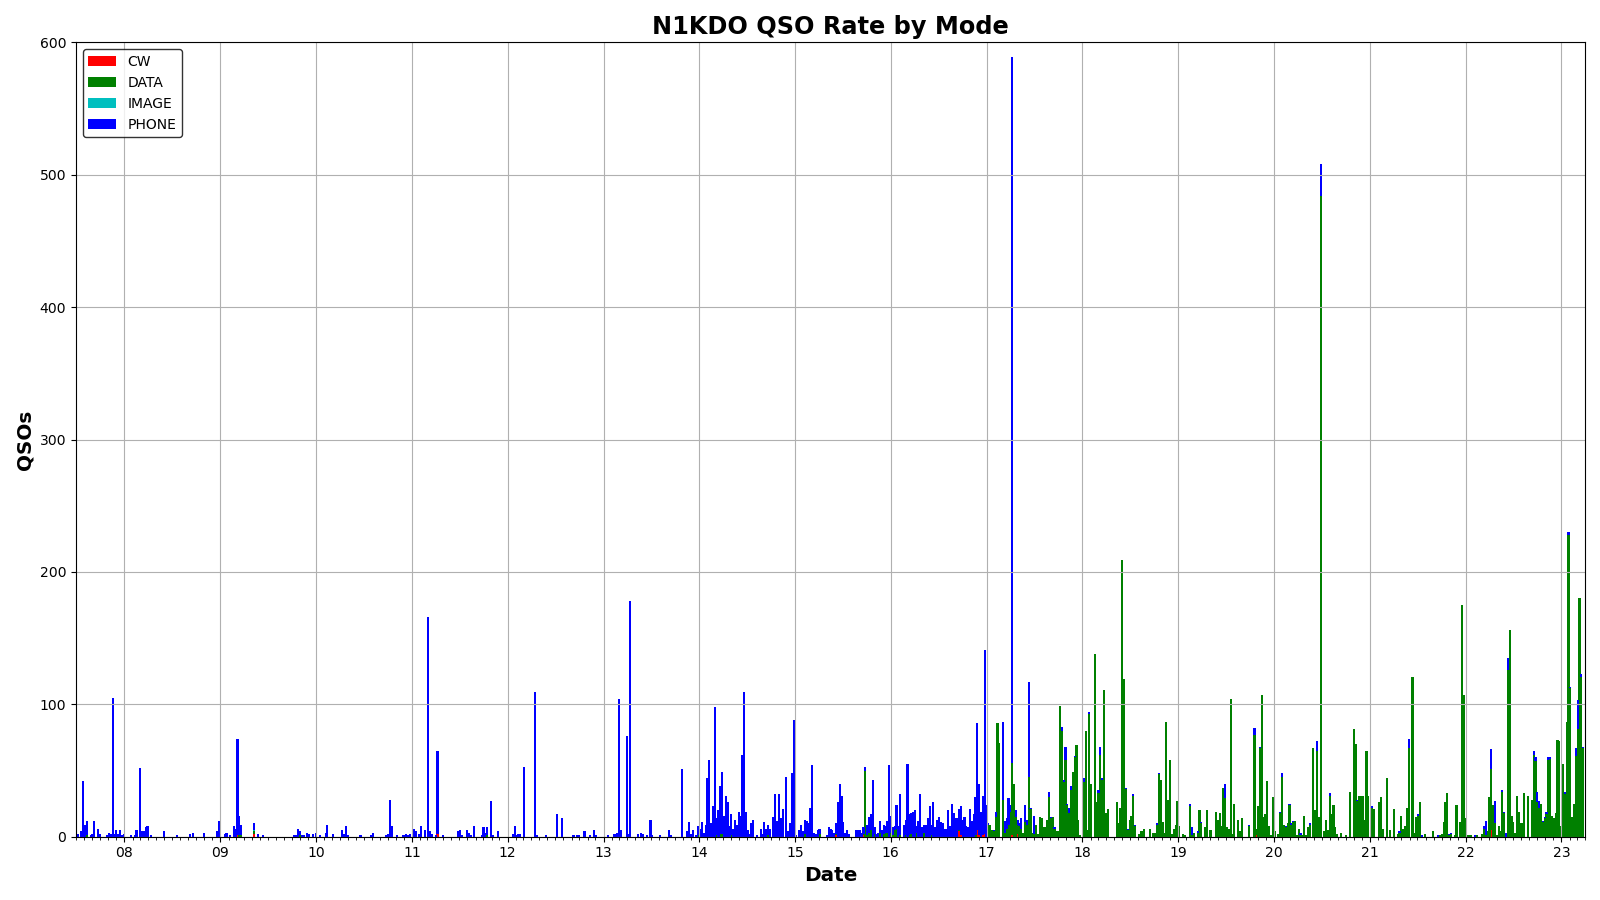 N1KDO QSO Rate by Mode
600
500
400
300
200
100
0
QSOs
CW
DATA
IMAGE
PHONE
08 09 10 11 12 13 14 15 16 17 18 19 20 21 22 23
Date